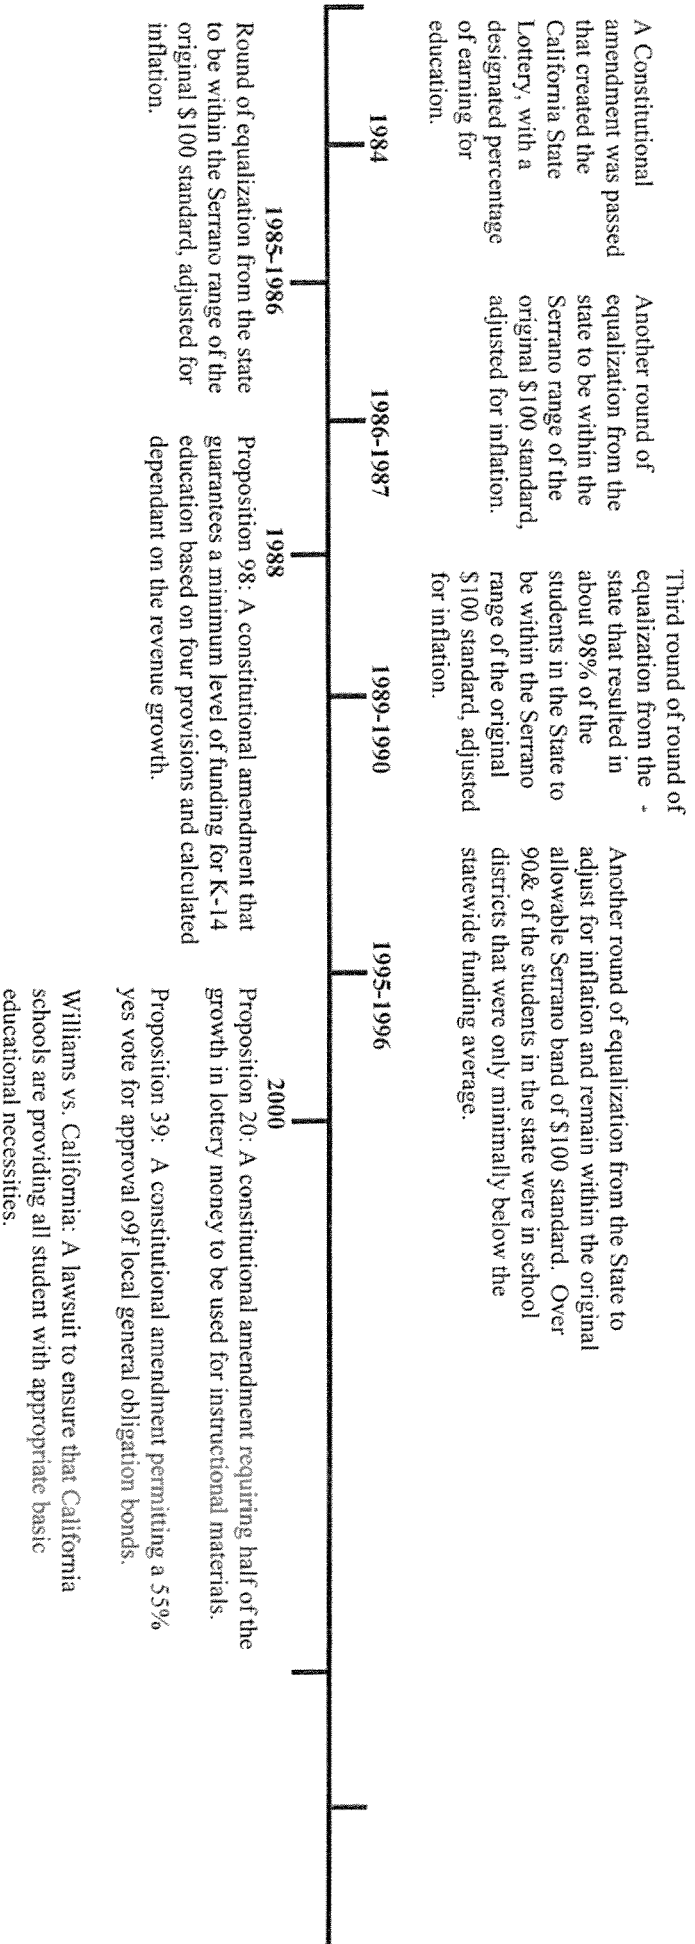 A Constitutional
amendment was passed
that created the
California State
Lottery, with a
designated percentage
of earning for
education.
Another round of
equalization from the
state to be within the
Serrano range of the
original $100 standard,
adjusted for inflation.
Third round of round of
equalization from the -
state that resulted in
about 98% of the
students in the State to
be within the Serrano
range of the original
$100 standard, adjusted
for inflation.
Another round of equalization from the State to
adjust for inflation and remain within the original
allowable Serrano band of $100 standard. Over
90& of the students in the state were in school
districts that were only minimally below the
statewide funding average.
1984
1986-1987
1989-1990
1995-1996
1985-1986
1988
2000
Round of equalization from the state
to be within the Serrano range of the
original $100 standard, adjusted for
inflation.
Proposition 98: A constitutional amendment that
guarantees a minimum level of funding for K-14
education based on four provisions and calculated
dependant on the revenue growth.
Proposition 20: A constitutional amendment requiring half of the
growth in lottery money to be used for instructional materials.
Proposition 39: A constitutional amendment permitting a 55%
yes vote for approval o9f local general obligation bonds.
Williams vs. California: A lawsuit to ensure that California
schools are providing all student with appropriate basic
educational necessities.